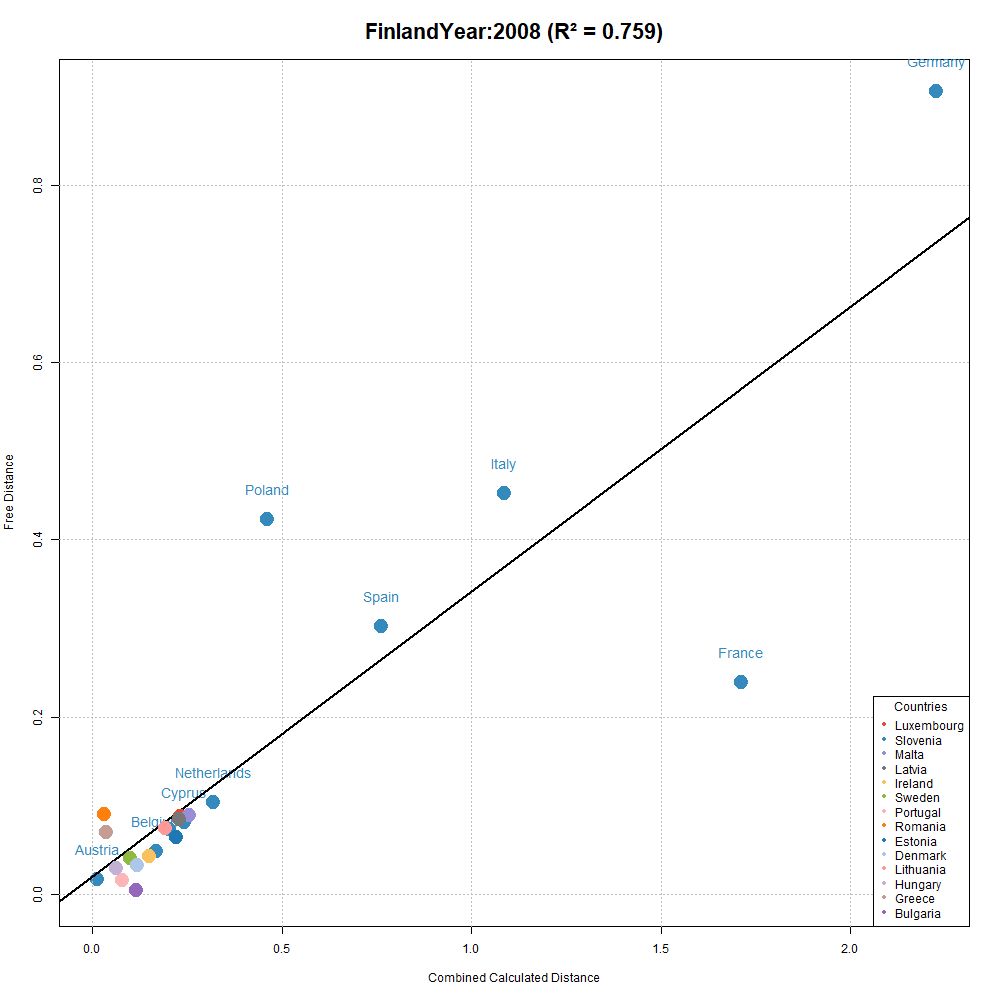 FinlandYear:2008 (R² = 0.759)
Germany
0.8
0.6
Italy
Poland
Free Distance
0.4
Spain
France
0.2
Netherlands
Cyprus
Austria
0.0
Countries
Luxembourg
Slovenia
Malta
Latvia
Ireland
Sweden
Portugal
Romania
Estonia
Denmark
Lithuania
Hungary
Greece
Bulgaria
0.0 0.5 1.0 1.5 2.0
Combined Calculated Distance